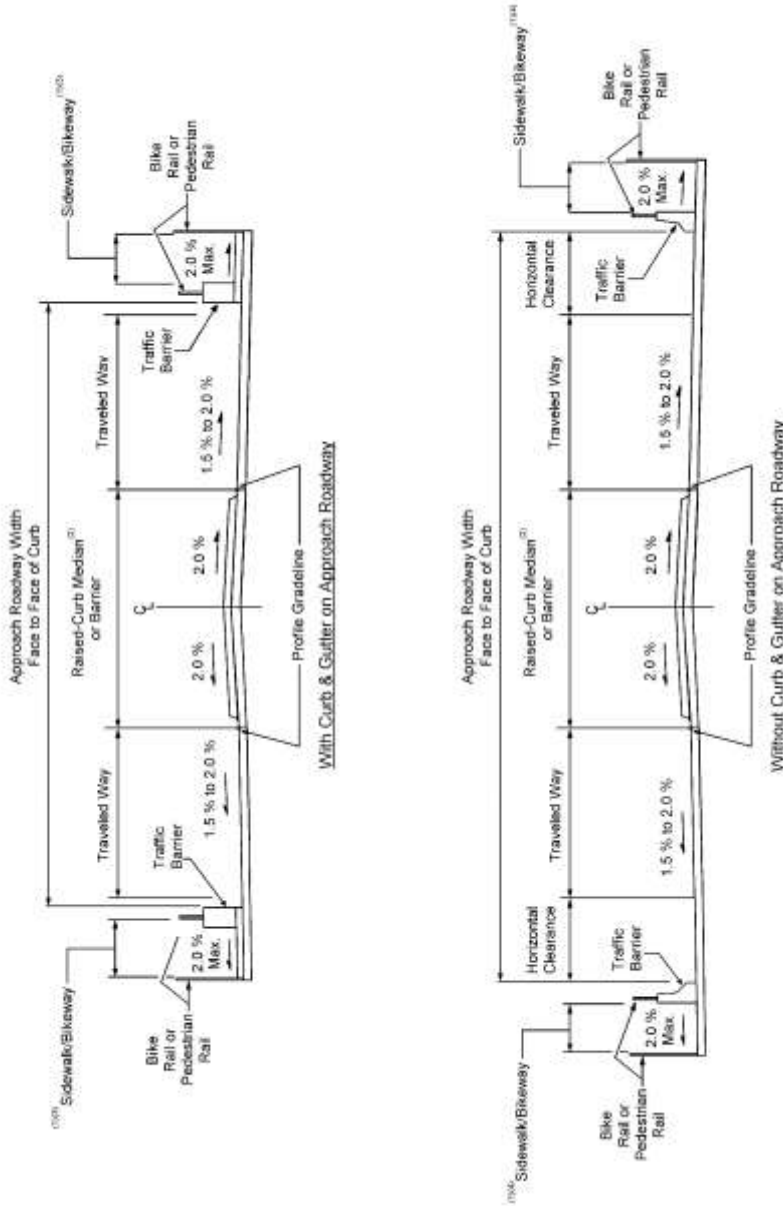 Approach Roadway Width
Face to Face of Curb
Sidewalk/Bikeway
Traveled Way
Raised-Curb Median(2)
or Barrier
Traveled Way
Sidewalk/Bikeway
Bike
Rail or
Pedestrian
Rail
2.0 %
Max.
Traffic
Barrier
1.5 % to 2.0 %
2.0 %
CL
2.0 %
1.5 % to 2.0 %
Traffic
Barrier
2.0 %
Max.
Bike
Rail or
Pedestrian
Rail
Profile Gradeline
With Curb & Gutter on Approach Roadway
Approach Roadway Width
Face to Face of Curb
Sidewalk/Bikeway
Horizontal
Clearance
Traveled Way
Raised-Curb Median(2)
or Barrier
Traveled Way
Horizontal
Clearance
Sidewalk/Bikeway
Bike
Rail or
Pedestrian
Rail
2.0 %
Max.
Traffic
Barrier
1.5 % to 2.0 %
2.0 %
CL
2.0 %
1.5 % to 2.0 %
Traffic
Barrier
2.0 %
Max.
Bike
Rail or
Pedestrian
Rail
Profile Gradeline
Without Curb & Gutter on Approach Roadway